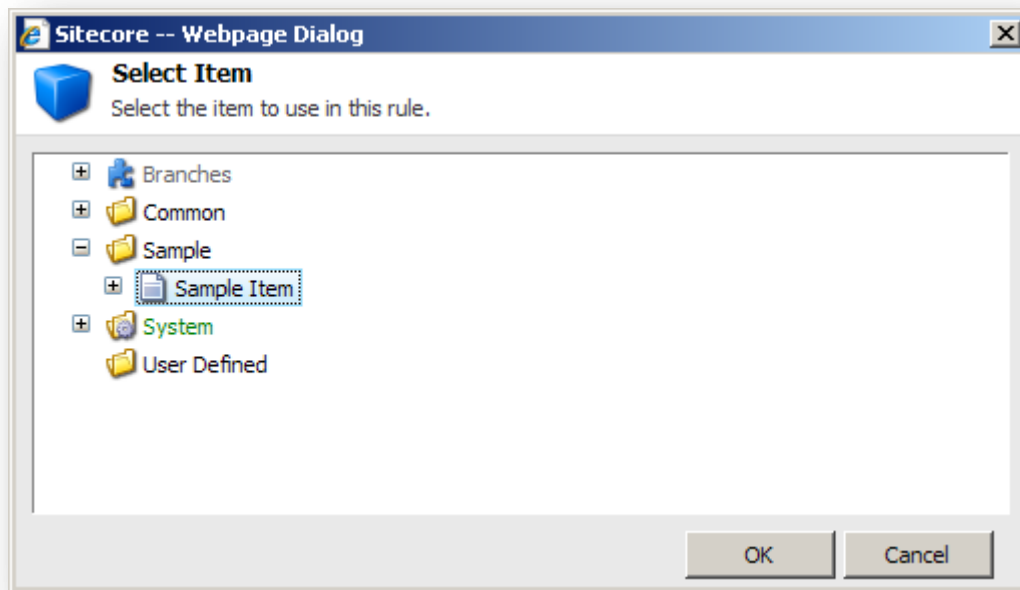 Sitecore -- Webpage Dialog
Select Item
Select the item to use in this rule.
Branches
Common
Sample
Sample Item
System
User Defined
OK Cancel